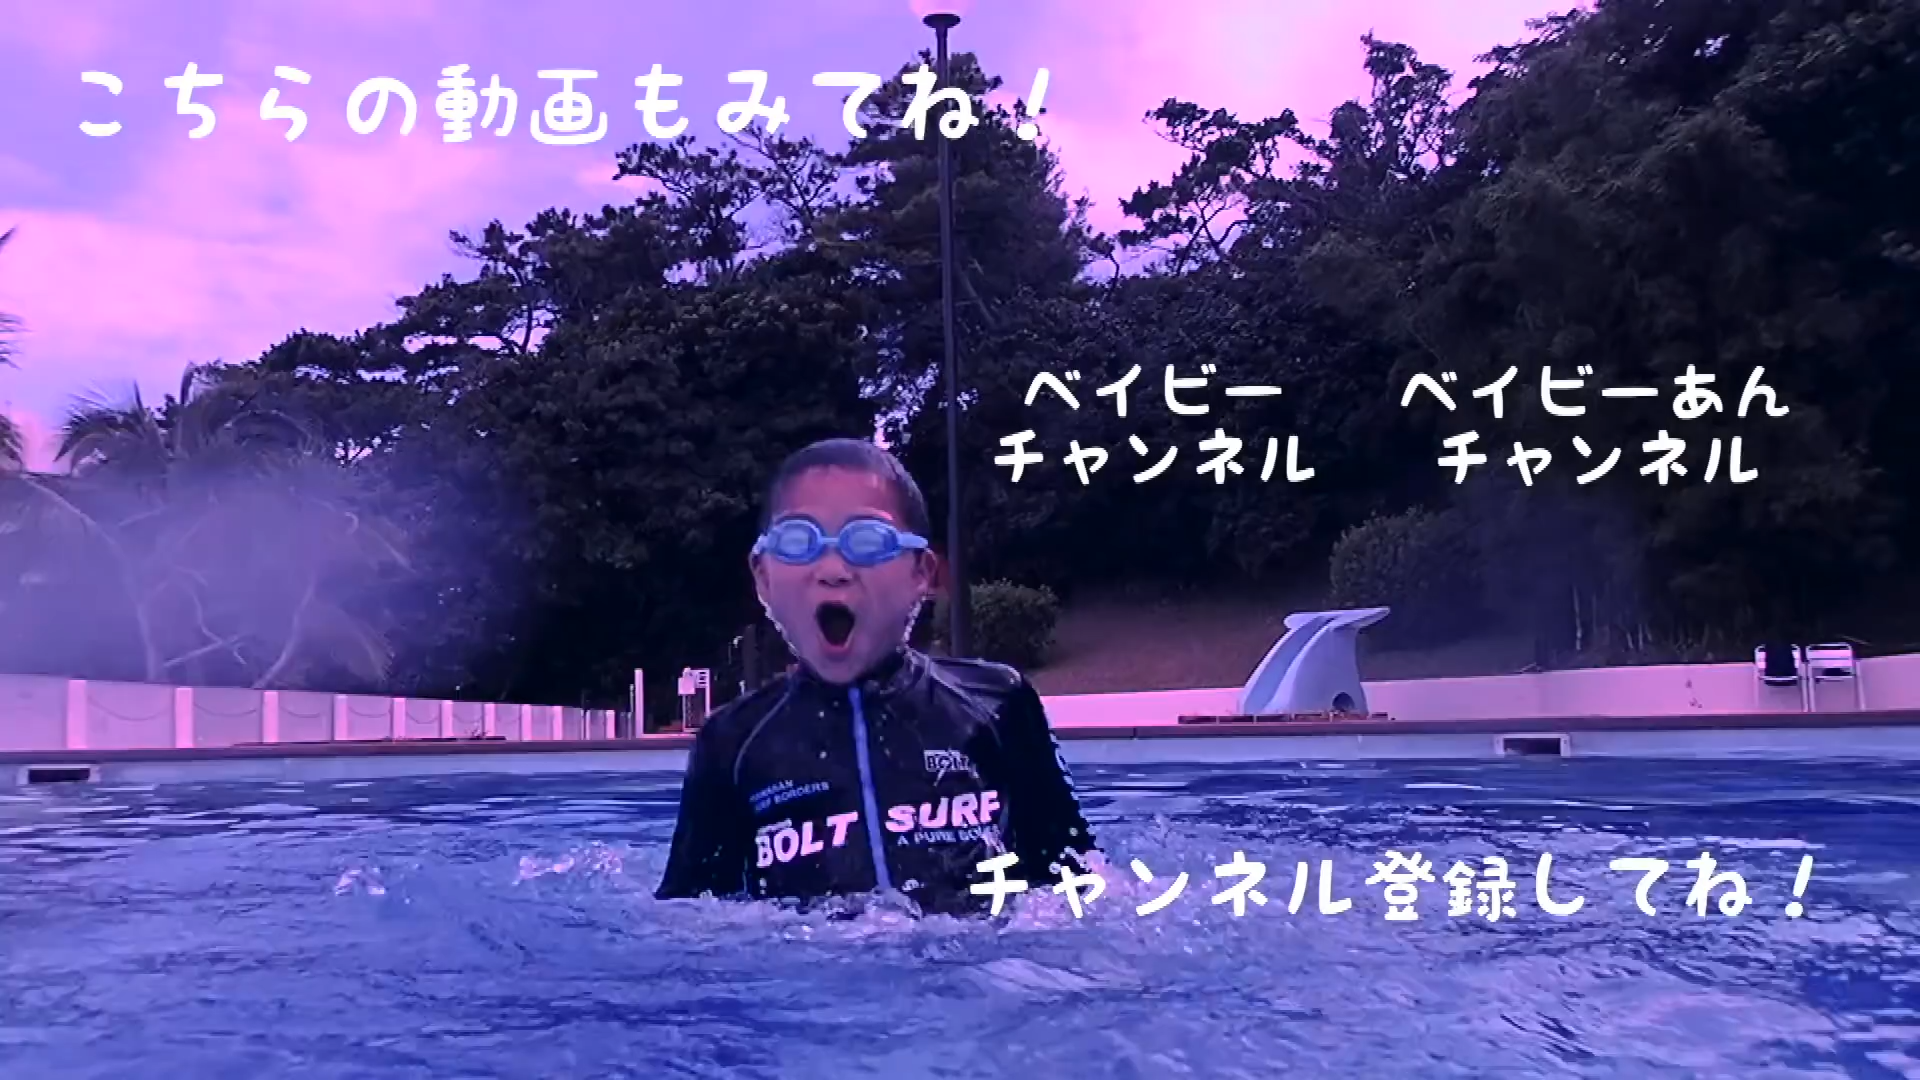 こちらの動画もみてね！
ベイビー
チャンネル
ベイビーあん
チャンネル
BOLT
BOLT SURF
A PURE BOL
チャンネル登録してね！